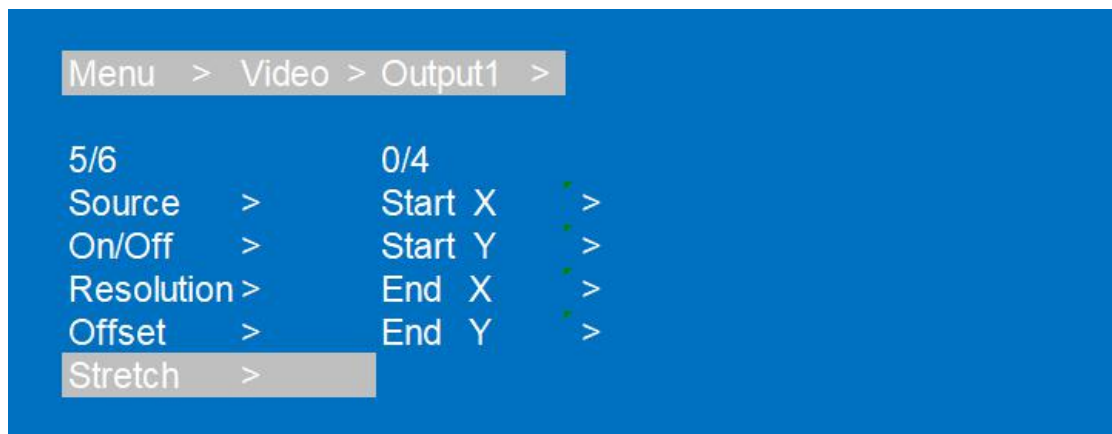 Menu > Video > Output1 >
5/6 0/4
Source > Start X >
On/Off > Start Y >
Resolution > End X >
Offset > End Y >
Stretch >